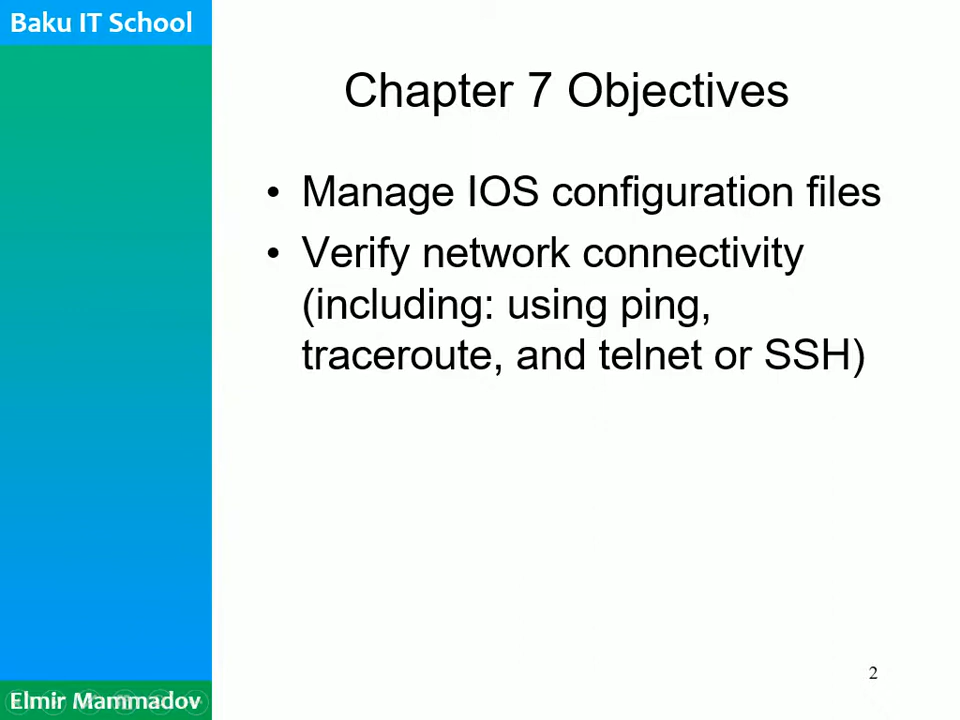 Baku IT School
Chapter 7 Objectives
• Manage IOS configuration files
• Verify network connectivity
(including: using ping,
traceroute, and telnet or SSH)
2
Elmir Mammadov